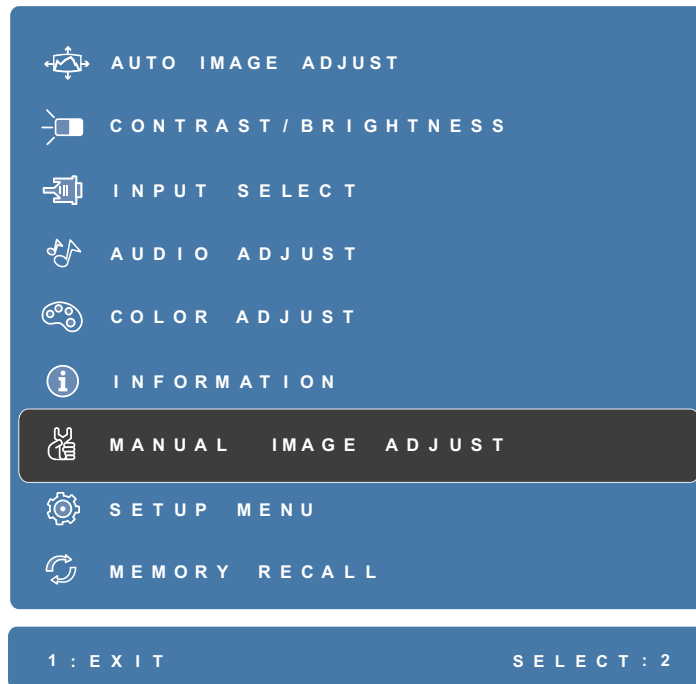 AUTO IMAGE ADJUST
CONTRAST/BRIGHTNESS
INPUT SELECT
AUDIO ADJUST
COLOR ADJUST
INFORMATION
MANUAL IMAGE ADJUST
SETUP MENU
MEMORY RECALL
1:EXIT SELECT:2